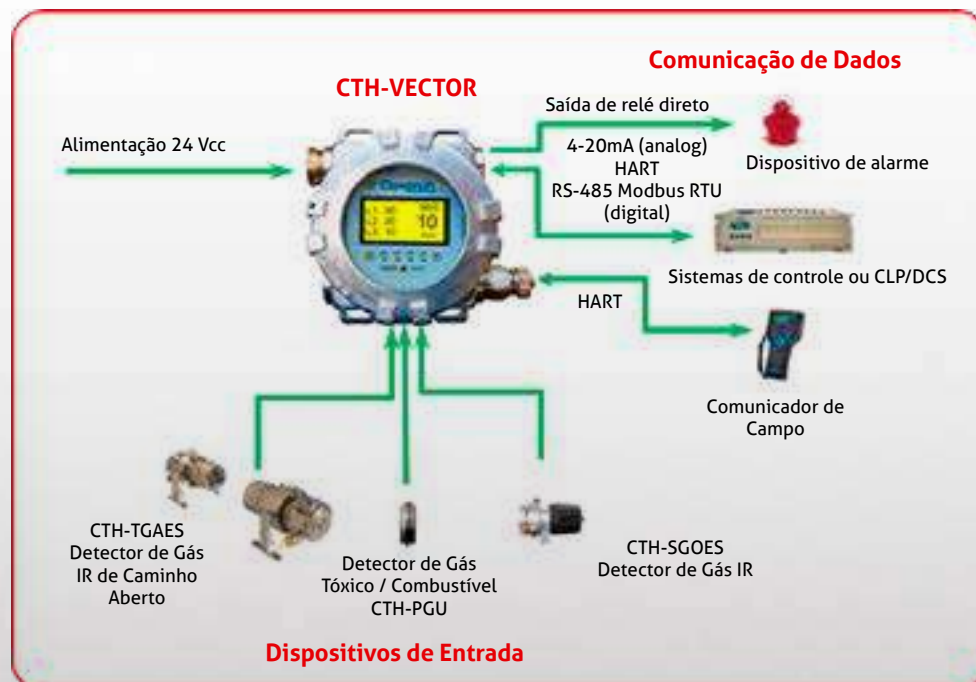 Comunicação de Dados
CTH-VECTOR
Saída de relé direto
Alimentação 24 Vcc
4-20mA (analog)
HART
RS-485 Modbus RTU
(digital)
Dispositivo de alarme
10
Sistemas de controle ou CLP/DCS
HART
Comunicador de
Campo
CTH-TGAES
Detector de Gás
IR de Caminho
Aberto
Detector de Gás
Tóxico / Combustível
CTH-PGU
CTH-SGOES
Detector de Gás IR
Dispositivos de Entrada